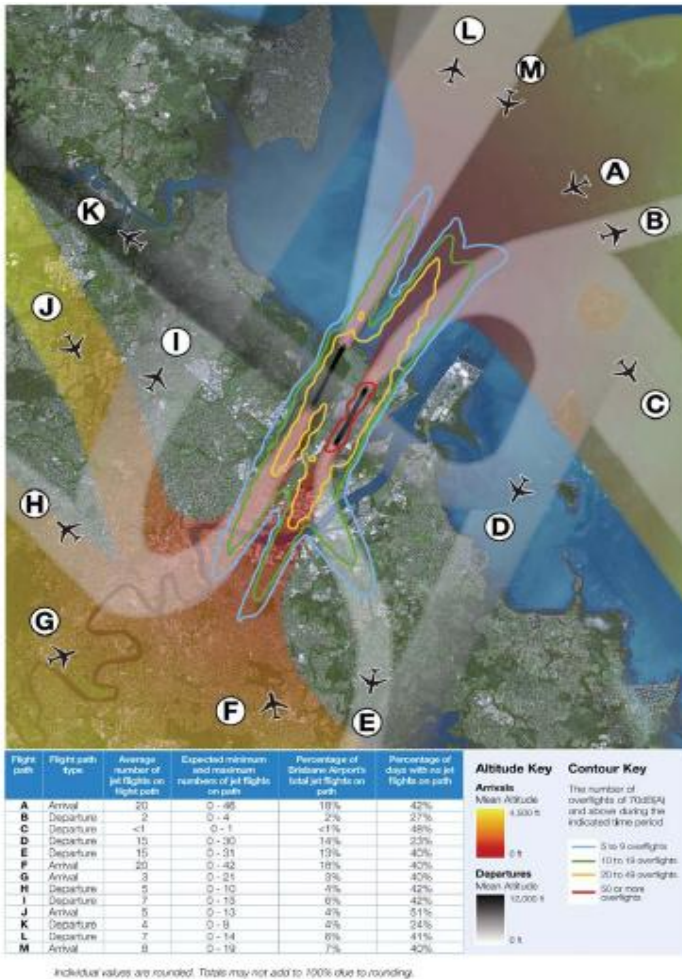 L
M
A
B
K
J
I
C
H
D
G
F
E
Flight path
Flight path type
Average number of jet flights on flight path
Expected minimum and maximum numbers of jet flights on path
Percentage of Brisbane Airport's total jet flights on path
Percentage of days with no jet flights on path
A Arrival 20 0 - 46 18% 42%
B Departure 2 0 - 4 2% 27%
C Departure <1 0 - 1 <1% 48%
D Departure 15 0 - 30 14% 23%
E Departure 15 0 - 31 13% 40%
F Arrival 20 0 - 42 18% 40%
G Arrival 3 0 - 21 3% 40%
H Departure 5 0 - 10 4% 42%
I Departure 7 0 - 15 6% 42%
J Arrival 5 0 - 13 4% 51%
K Departure 4 0 - 8 4% 24%
L Departure 7 0 - 14 6% 41%
M Arrival 8 0 - 19 7% 40%
Altitude Key
Arrivals
Mean Altitude
4,500 ft
0 ft
Departures
Mean Altitude
12,000 ft
0 ft
Contour Key
The number of
overflights of 70dB(A)
and above during the
indicated time period
5 to 9 overflights
10 to 19 overflights
20 to 49 overflights
50 or more
overflights
Individual values are rounded. Totals may not add to 100% due to rounding.